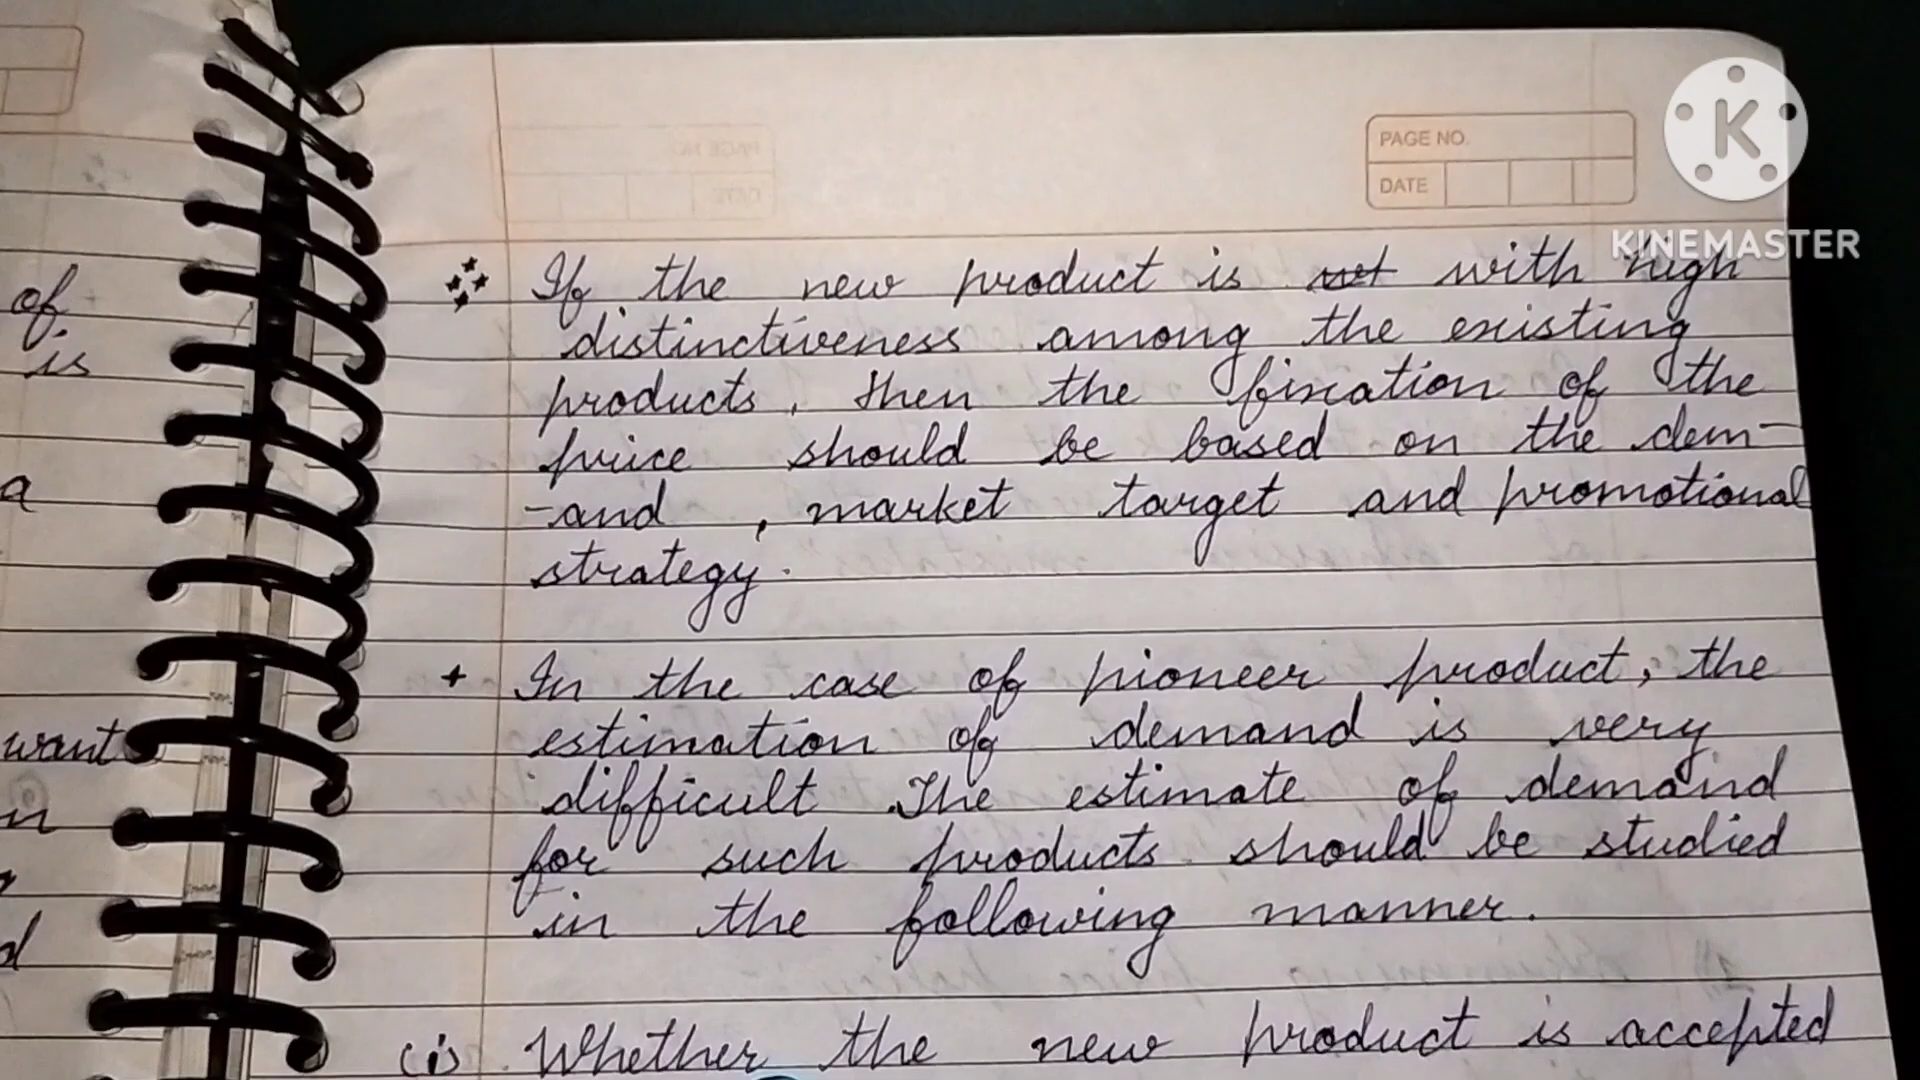 of
is
a
want
n
d
PAGE NO.
DATE
KINEMASTER
If the new product is with high
distinctiveness among the existing
products, then the fixation of the
price should be based on the dem-
-and, market target and promotional
strategy.
+ In the case of pioneer product, the
estimation of demand is very
difficult. The estimate of demand
for such products should be studied
in the following manner.
(i) Whether the new product is accepted